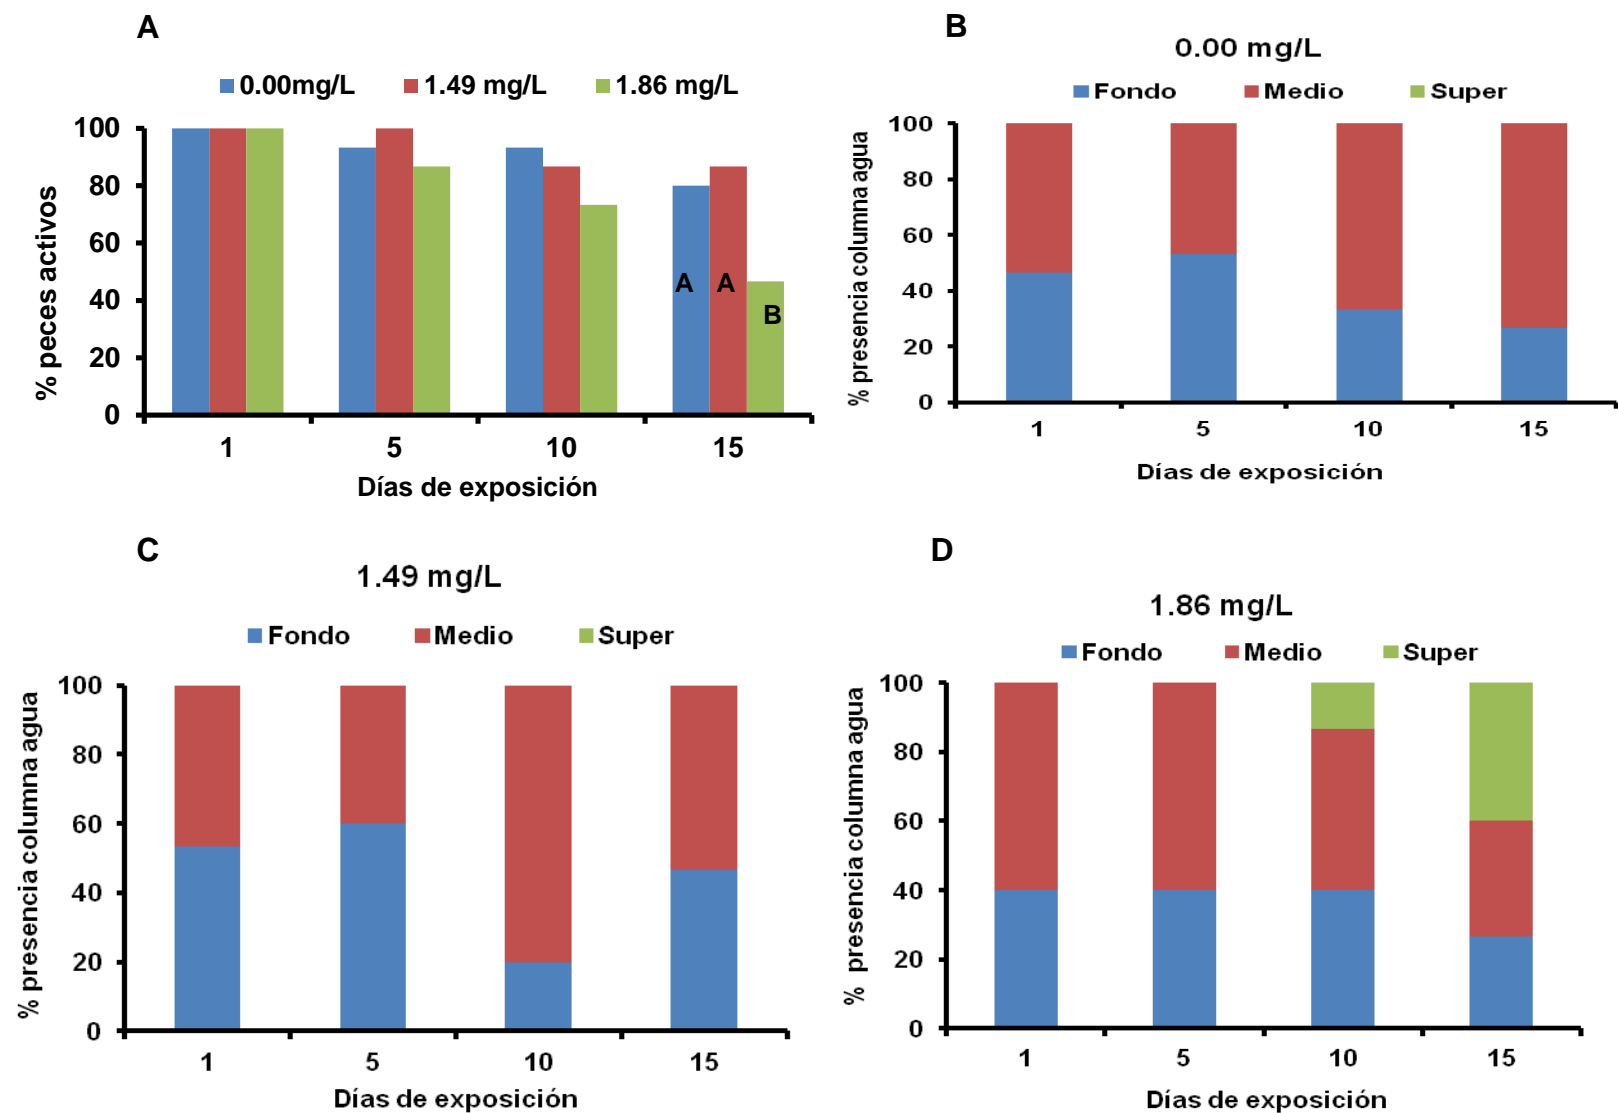 A
0.00mg/L 1.49 mg/L 1.86 mg/L
% peces activos
100
80
60
40
20
0
A A B
1 5 10 15
Días de exposición
B
0.00 mg/L
Fondo Medio Super
% presencia columna agua
100
80
60
40
20
0
1 5 10 15
Días de exposición
C
1.49 mg/L
Fondo Medio Super
% presencia columna agua
100
80
60
40
20
0
1 5 10 15
Días de exposición
D
1.86 mg/L
Fondo Medio Super
% presencia columna agua
100
80
60
40
20
0
1 5 10 15
Días de exposición